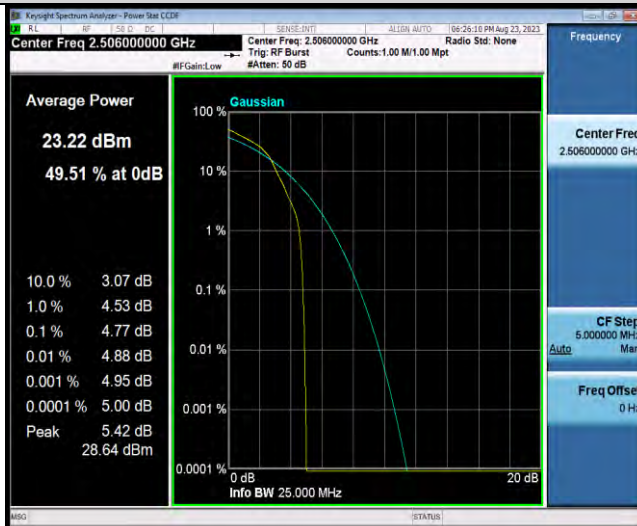 Keysight Spectrum Analyzer - Power Stat CCDF
RL RF 50 Ω DC SENSE:INT ALIGN AUTO 06:26:10 PM Aug 23, 2023
Center Freq 2.506000000 GHz
Center Freq: 2.506000000 GHz Radio Std: None
Trig: RF Burst Counts:1.00 M/1.00 Mpt
#IFGain:Low #Atten: 50 dB
Frequency
Average Power
23.22 dBm
49.51 % at 0dB
10.0 % 3.07 dB
1.0 % 4.53 dB
0.1 % 4.77 dB
0.01 % 4.88 dB
0.001 % 4.95 dB
0.0001 % 5.00 dB
Peak 5.42 dB
28.64 dBm
Gaussian
100 %
10 %
1 %
0.1 %
0.01 %
0.001 %
0.0001 %
0 dB 20 dB
Info BW 25.000 MHz
Center Freq
2.506000000 GHz
CF Step
5.000000 MHz
Auto Man
Freq Offset
0 Hz
MSG STATUS